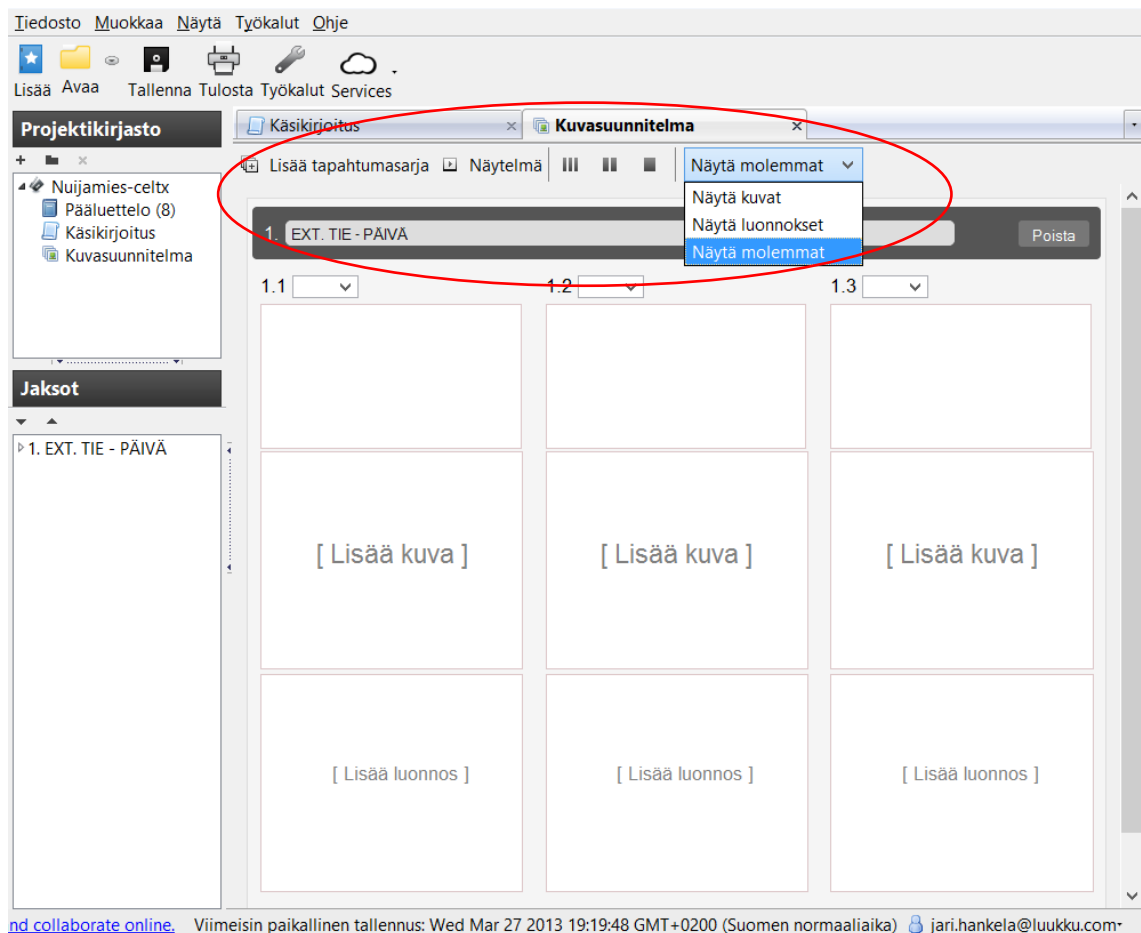 Tiedosto Muokkaa Näytä Työkalut Ohje
Lisää Avaa Tallenna Tulosta Työkalut Services
Projektikirjasto
Nuijamies-celtx
Pääluettelo (8)
Käsikirjoitus
Kuvasuunnitelma
Jaksot
1. EXT. TIE - PÄIVÄ
Käsikirjoitus Kuvasuunnitelma
Lisää tapahtumasarja Näytelmä Näytä molemmat
Näytä kuvat
Näytä luonnokset
Näytä molemmat
1. EXT. TIE - PÄIVÄ Poista
1.1 1.2 1.3
[ Lisää kuva ] [ Lisää kuva ] [ Lisää kuva ]
[ Lisää luonnos ] [ Lisää luonnos ] [ Lisää luonnos ]
nd collaborate online. Viimeisin paikallinen tallennus: Wed Mar 27 2013 19:19:48 GMT+0200 (Suomen normaaliaika) jari.hankela@luukku.com